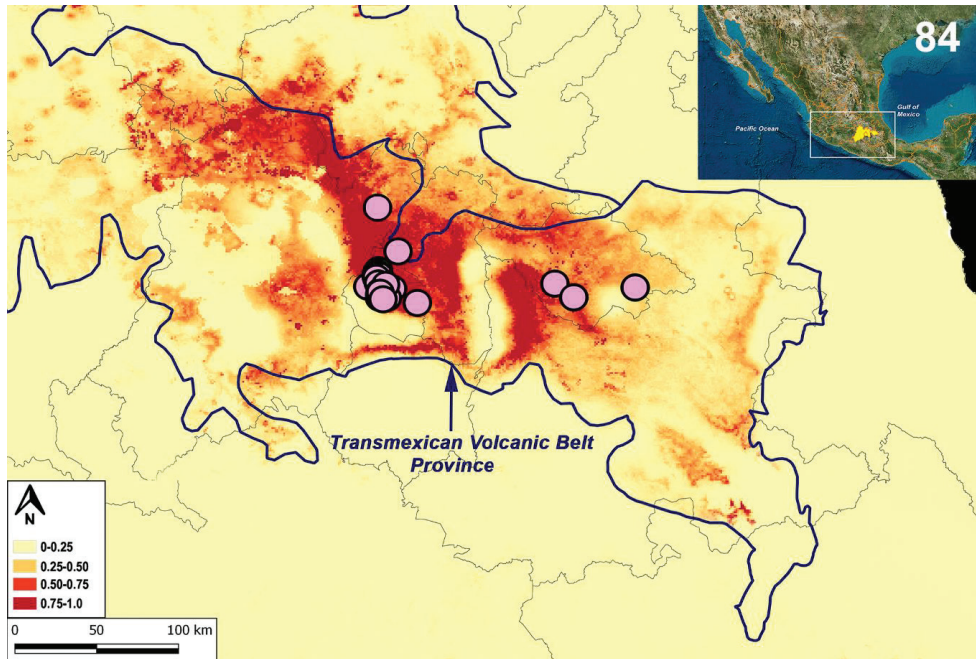 84
Gulf of
Mexico
Pacific Ocean
Transmexican Volcanic Belt
Province
N
0-0.25
0.25-0.50
0.50-0.75
0.75-1.0
0 50 100 km